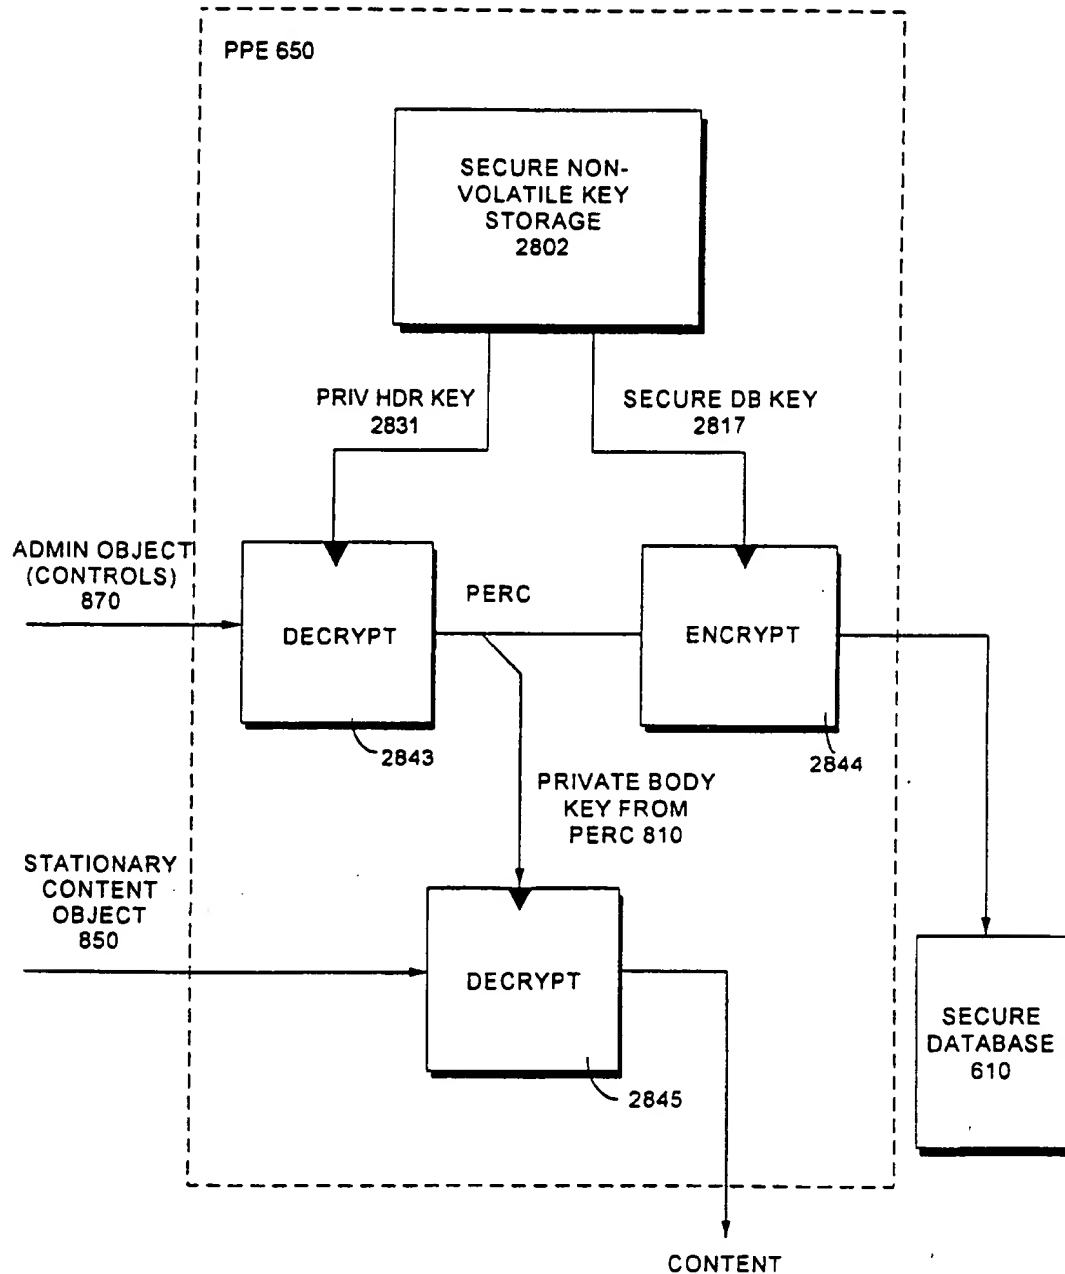 PPE 650
SECURE NON-
VOLATILE KEY
STORAGE
2802
PRIV HDR KEY
2831
SECURE DB KEY
2817
ADMIN OBJECT
(CONTROLS)
870
DECRYPT
PERC
ENCRYPT
2843
2844
PRIVATE BODY
KEY FROM
PERC 810
STATIONARY
CONTENT
OBJECT
850
DECRYPT
2845
SECURE
DATABASE
610
CONTENT